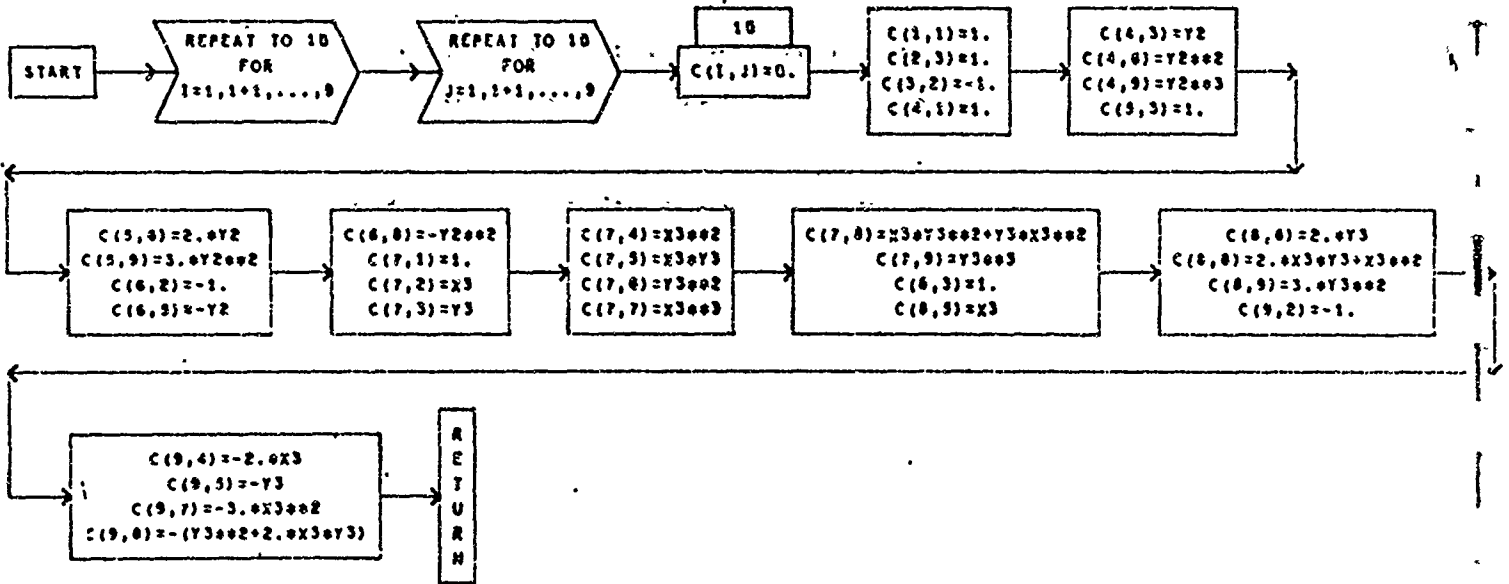 START
REPEAT TO 10
FOR
I=1,1+1,...,9
REPEAT TO 10
FOR
J=1,1+1,...,9
10
C(I,J)=0.
C(1,1)=1.
C(2,3)=1.
C(3,2)=-1.
C(4,1)=1.
C(4,3)=Y2
C(4,6)=Y2**2
C(4,9)=Y2**3
C(5,3)=1.
C(5,6)=2.*Y2
C(5,9)=3.*Y2**2
C(6,2)=-1.
C(6,5)=-Y2
C(6,8)=-Y2**2
C(7,1)=1.
C(7,2)=X3
C(7,3)=Y3
C(7,4)=X3**2
C(7,5)=X3*Y3
C(7,6)=Y3**2
C(7,7)=X3**3
C(7,8)=X3*Y3**2+Y3*X3**2
C(7,9)=Y3**3
C(8,3)=1.
C(8,5)=X3
C(8,6)=2.*Y3
C(8,8)=2.*X3*Y3+X3**2
C(8,9)=3.*Y3**2
C(9,2)=-1.
C(9,4)=-2.*X3
C(9,5)=-Y3
C(9,7)=-3.*X3**2
C(9,8)=-(Y3**2+2.*X3*Y3)
RETURN